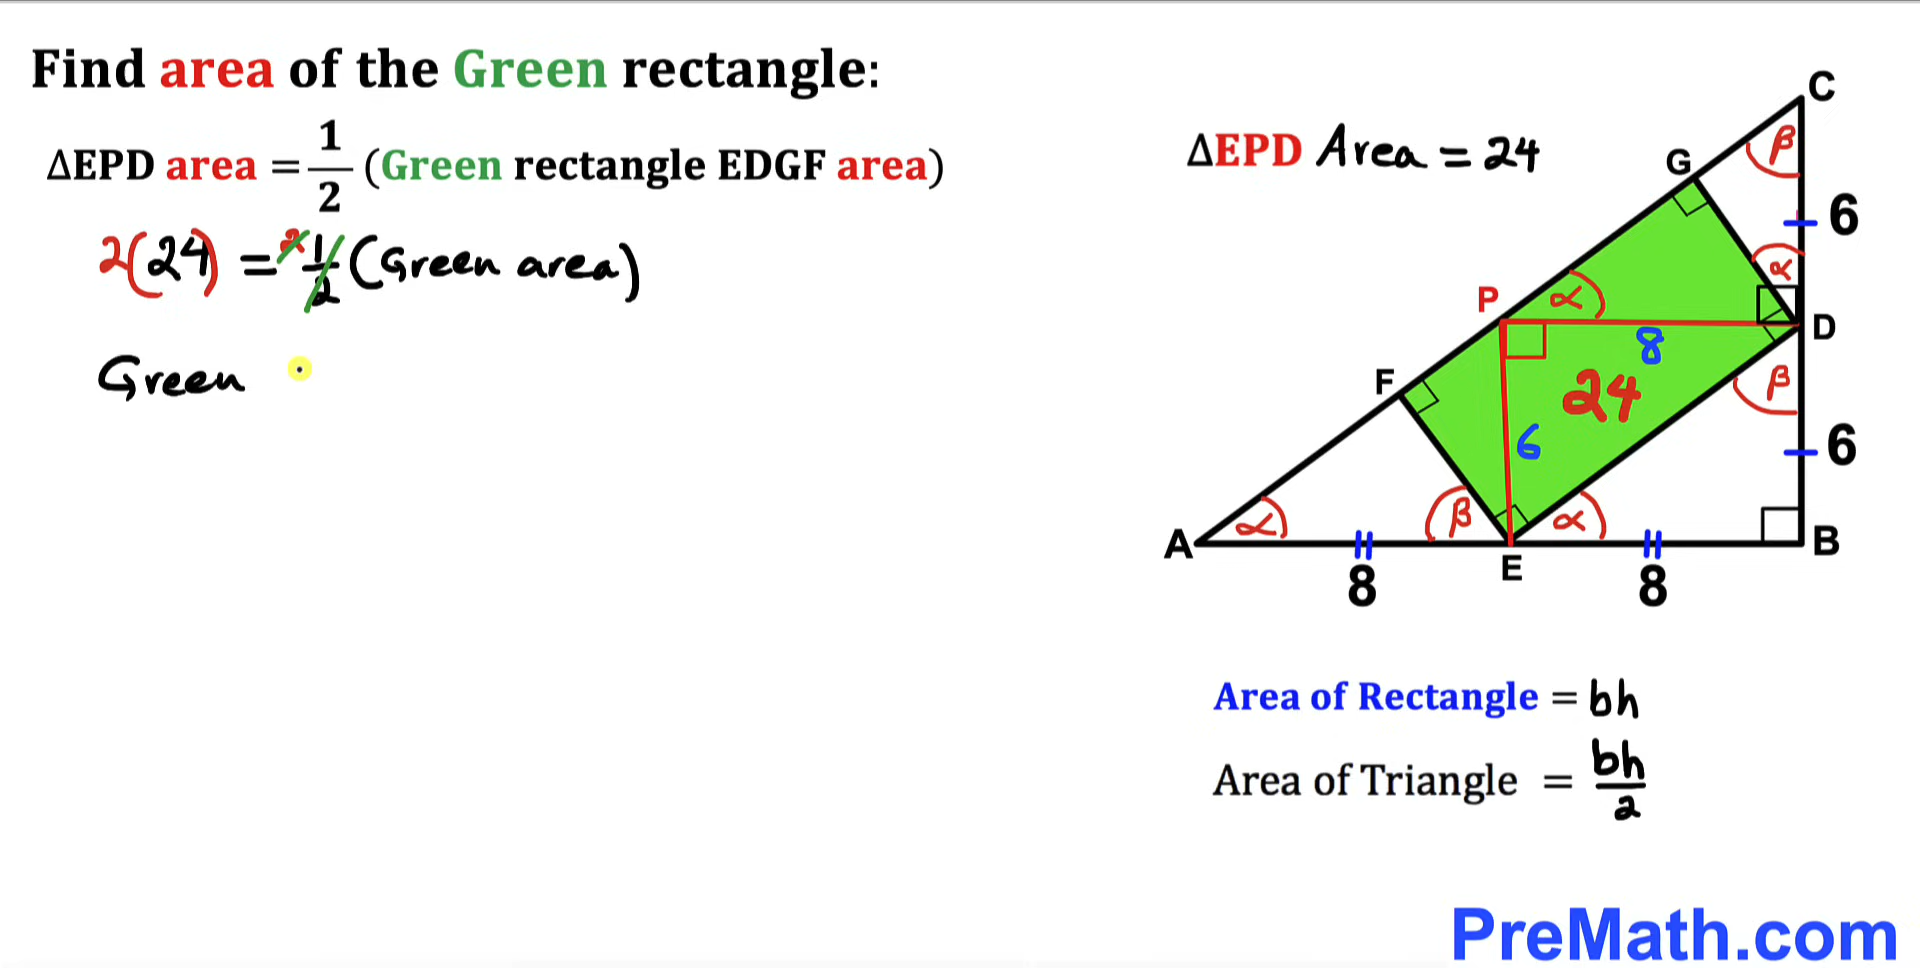 Find area of the Green rectangle:
ΔEPD area = 1/2 (Green rectangle EDGF area)
2(24) = 2 1/2 (Green area)
Green
ΔEPD Area = 24
C
β
G
6
α
P
α
D
8
F
24
β
6
6
A
α
β
α
B
E
8
8
Area of Rectangle = bh
Area of Triangle = bh/2
PreMath.com